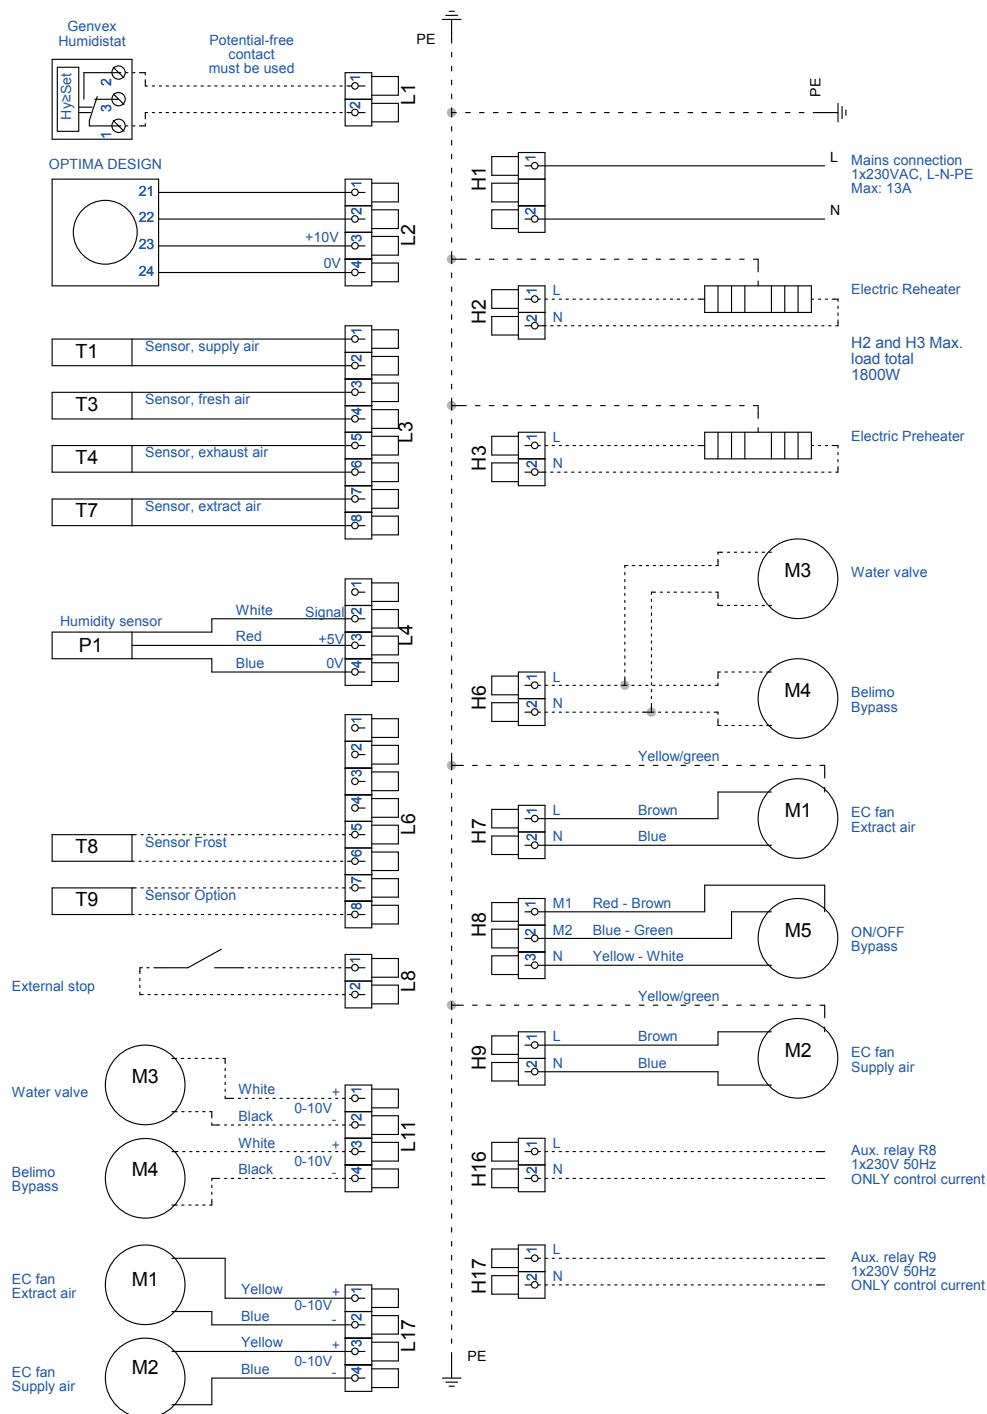 Genvex
Humidistat
Potential-free
contact
must be used
Hy≥Set
2
3
1
1
2
L1
OPTIMA DESIGN
21
22
23
24
+10V
0V
1
2
3
4
L2
T1
Sensor, supply air
T3
Sensor, fresh air
T4
Sensor, exhaust air
T7
Sensor, extract air
1
2
3
4
5
6
7
8
L3
Humidity sensor
P1
White
Signal
Red
+5V
Blue
0V
1
2
3
4
L4
T8
Sensor Frost
T9
Sensor Option
1
2
3
4
5
6
7
8
L6
External stop
1
2
L8
Water valve
M3
White
+
0-10V
Black
-
Belimo
Bypass
M4
White
+
0-10V
Black
-
1
2
3
4
L11
EC fan
Extract air
M1
Yellow
+
0-10V
Blue
-
EC fan
Supply air
M2
Yellow
+
0-10V
Blue
-
1
2
3
4
L17
PE
PE
H1
1
2
L
N
Mains connection
1x230VAC, L-N-PE
Max: 13A
H2
1
2
L
N
Electric Reheater
H2 and H3 Max.
load total
1800W
H3
1
2
L
N
Electric Preheater
M3
Water valve
H6
1
2
L
N
M4
Belimo
Bypass
Yellow/green
H7
1
2
L
Brown
N
Blue
M1
EC fan
Extract air
H8
1
2
3
M1
Red - Brown
M2
Blue - Green
N
Yellow - White
M5
ON/OFF
Bypass
Yellow/green
H9
1
2
L
Brown
N
Blue
M2
EC fan
Supply air
H16
1
2
L
N
Aux. relay R8
1x230V 50Hz
ONLY control current
H17
1
2
L
N
Aux. relay R9
1x230V 50Hz
ONLY control current
PE